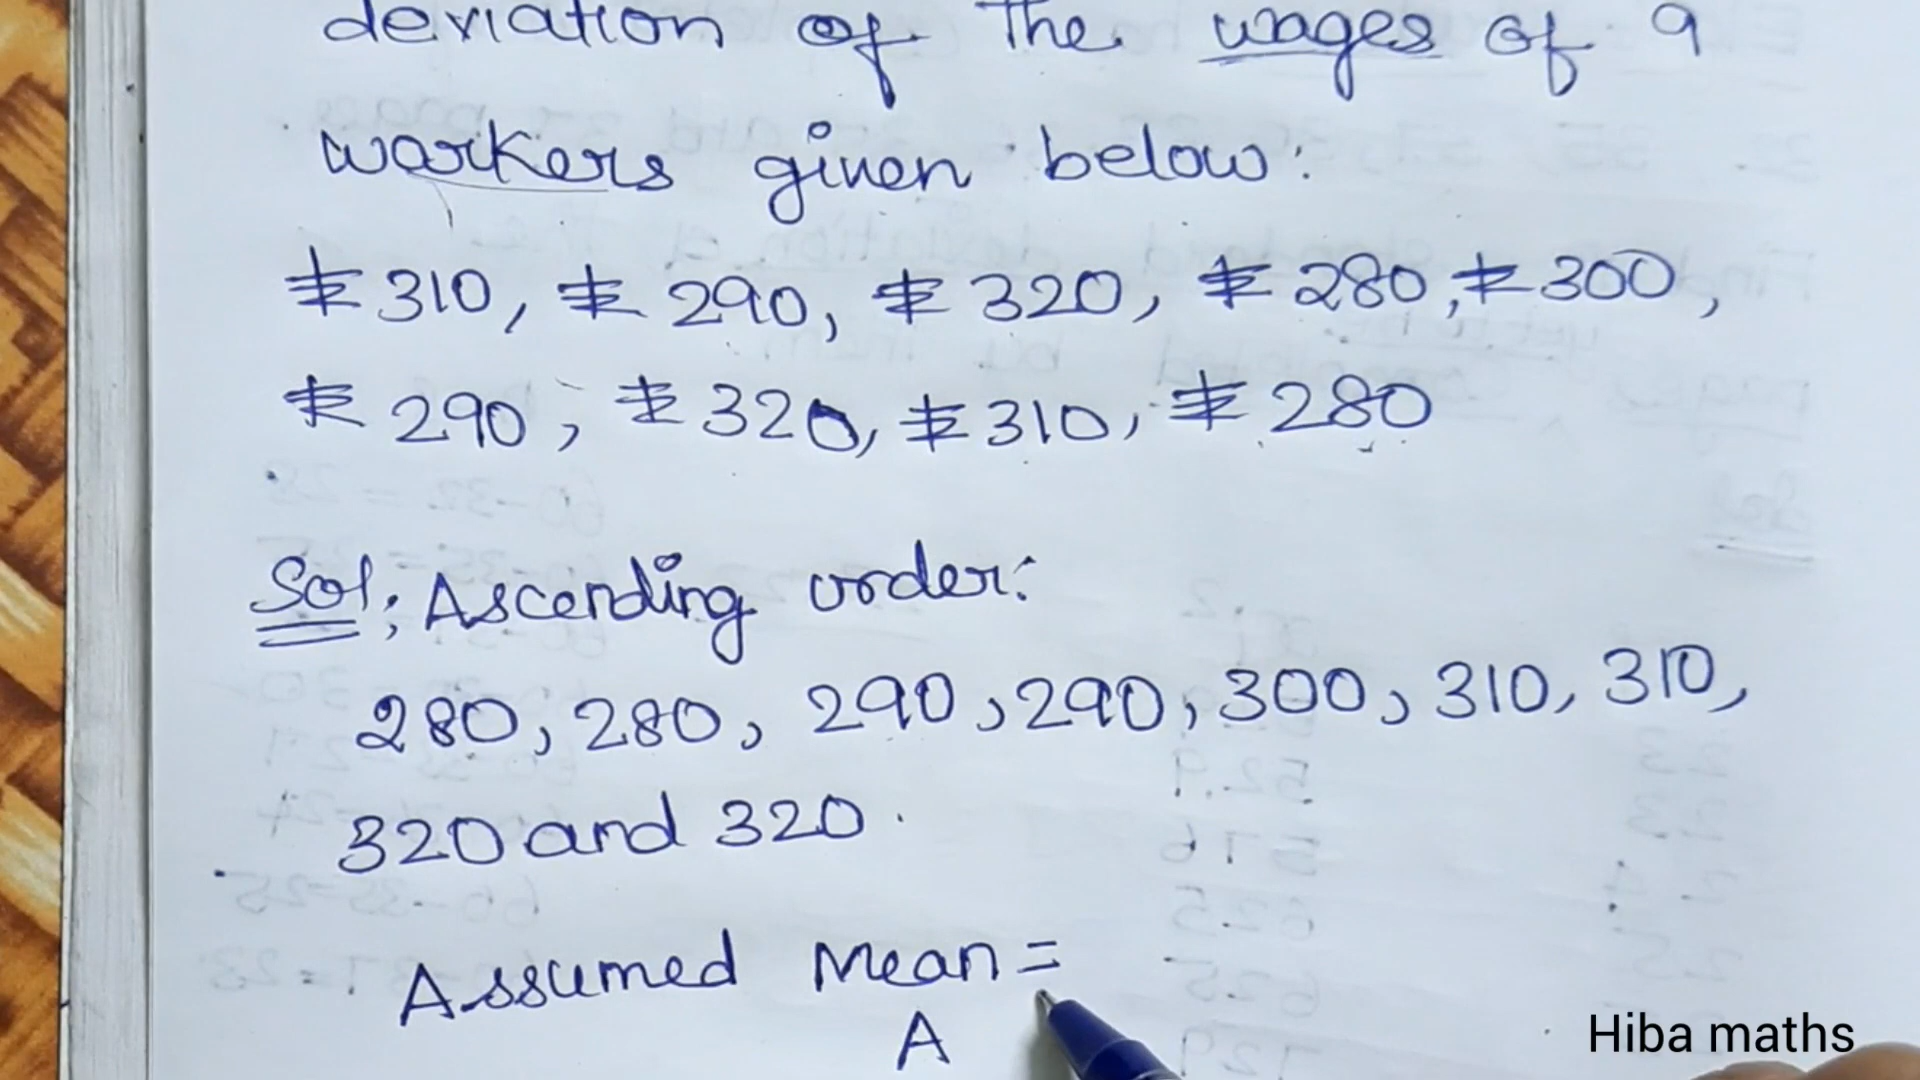 deviation of the wages of 9
workers given below:
₹ 310, ₹ 290, ₹ 320, ₹ 280, ₹ 300,
₹ 290, ₹ 320, ₹ 310, ₹ 280
Sol: Ascending order:
280, 280, 290, 290, 300, 310, 310,
320 and 320.
Assumed Mean =
A
Hiba maths